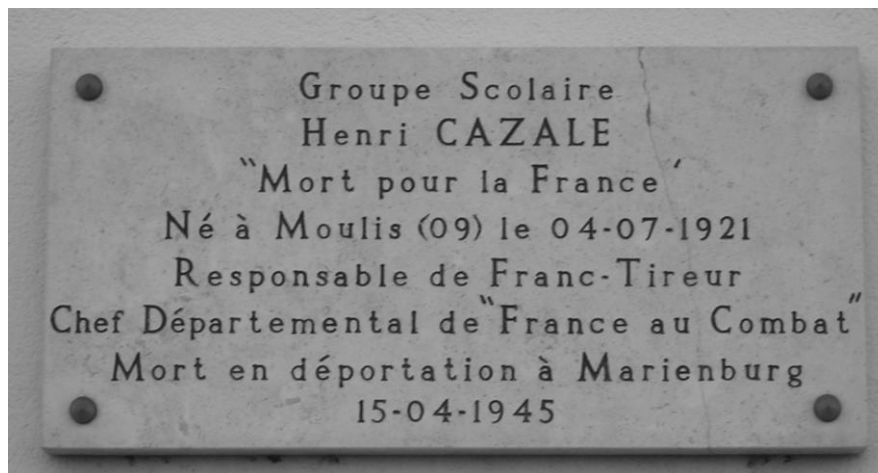 Groupe Scolaire
Henri CAZALE
"Mort pour la France'
Né à Moulis (09) le 04-07-1921
Responsable de Franc-Tireur
Chef Départemental de "France au Combat"
Mort en déportation à Marienburg
15-04-1945